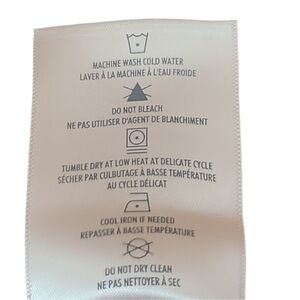 MACHINE WASH COLD WATER
LAVER À LA MACHINE À L'EAU FROIDE
DO NOT BLEACH
NE PAS UTILISER D'AGENT DE BLANCHIMENT
TUMBLE DRY AT LOW HEAT AT DELICATE CYCLE
SÉCHER PAR CULBUTAGE À BASSE TEMPÉRATURE
AU CYCLE DÉLICAT
COOL IRON IF NEEDED
REPASSER À BASSE TEMPÉRATURE
DO NOT DRY CLEAN
NE PAS NETTOYER À SEC